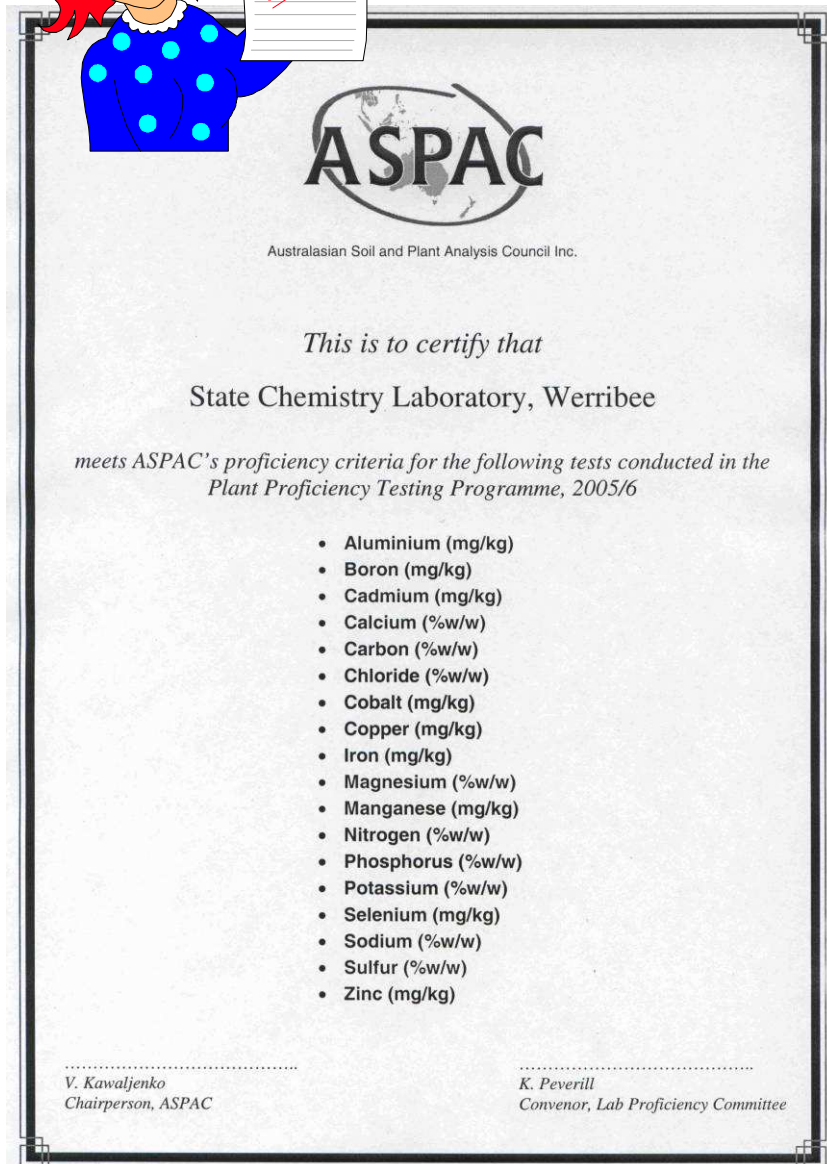 ASPAC
Australasian Soil and Plant Analysis Council Inc.
This is to certify that
State Chemistry Laboratory, Werribee
meets ASPAC's proficiency criteria for the following tests conducted in the
Plant Proficiency Testing Programme, 2005/6
• Aluminium (mg/kg)
• Boron (mg/kg)
• Cadmium (mg/kg)
• Calcium (%w/w)
• Carbon (%w/w)
• Chloride (%w/w)
• Cobalt (mg/kg)
• Copper (mg/kg)
• Iron (mg/kg)
• Magnesium (%w/w)
• Manganese (mg/kg)
• Nitrogen (%w/w)
• Phosphorus (%w/w)
• Potassium (%w/w)
• Selenium (mg/kg)
• Sodium (%w/w)
• Sulfur (%w/w)
• Zinc (mg/kg)
V. Kawaljenko
Chairperson, ASPAC
K. Peverill
Convenor, Lab Proficiency Committee